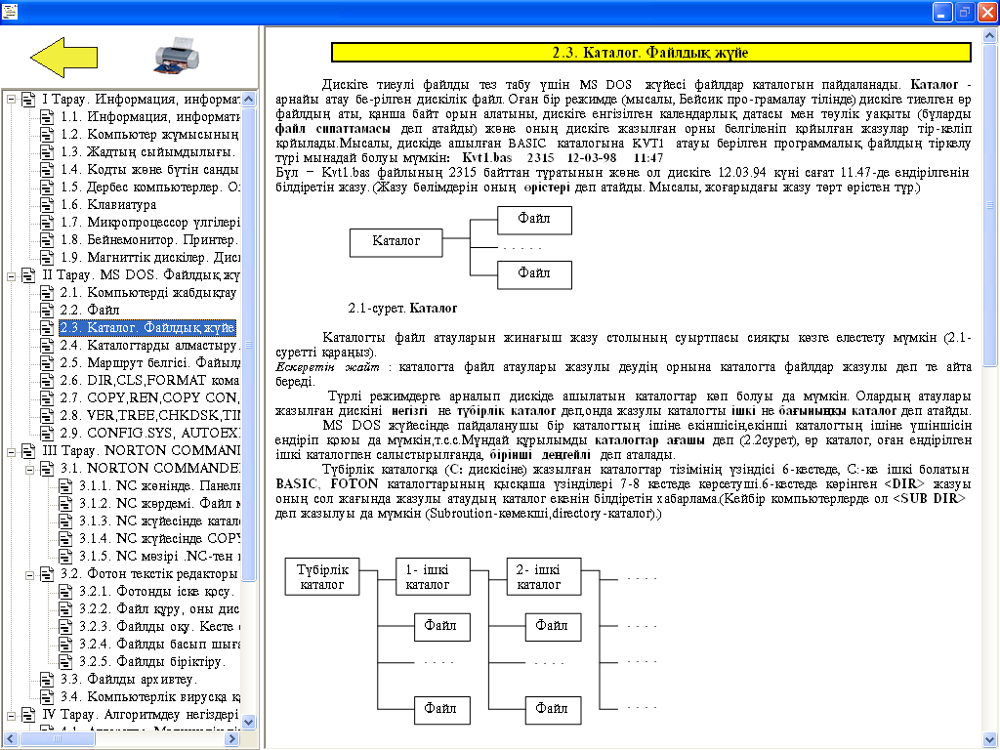 I Тарау. Информация, информат
1.1. Информация, информати
1.2. Компьютер жұмысының
1.3. Жадтың сыйымдылығы.
1.4. Кодты және бүтін санды
1.5. Дербес компьютерлер. О
1.6. Клавиатура
1.7. Микропроцессор үлгілері
1.8. Бейнемонитор. Принтер.
1.9. Магниттік дискілер. Дис
II Тарау. MS DOS. Файлдық жү
2.1. Компьютерді жабдықтау
2.2. Файл
2.3. Каталог. Файлдық жүйе
2.4. Каталогтарды алмастыру.
2.5. Маршрут белгісі. Файыл
2.6. DIR,CLS,FORMAT кома
2.7. COPY,REN,COPY CON,
2.8. VER,TREE,CHKDSK,TI
2.9. CONFIG.SYS, AUTOEX
III Тарау. NORTON COMMANI
3.1. NORTON COMMANDE
3.1.1. NC жөнінде. Панел
3.1.2. NC жәрдемі. Файл м
3.1.3. NC жүйесінде катал
3.1.4. NC жүйесінде COPY
3.1.5. NC мәзірі .NC-тен
3.2. Фотон текстік редакторы
3.2.1. Фотонды іске қосу.
3.2.2. Файл құру, оны дис
3.2.3. Файлды оқу. Кесте
3.2.4. Файлды басып шыға
3.2.5. Файлды біріктіру.
3.3. Файлды архивтеу.
3.4. Компьютерлік вирусқа қ
IV Тарау. Алгоритмдеу негіздері
2.3. Каталог. Файлдық жүйе
Дискіге тиеулі файлды тез табу үшін MS DOS жүйесі файлдар каталогын пайдаланады. Каталог -
арнайы атау бе-рілген дискілік файл. Оған бір режимде (мысалы, Бейсик про-грамалау тілінде) дискіге тиелген әр
файлдың аты, қанша байт орын алатыны, дискіге енгізілген календарлық датасы мен тәулік уақыты (бұларды
файл сипаттамасы деп атайды) және оның дискіге жазылған орны белгіленіп қойылған жазулар тір-келіп
қойылады.Мысалы, дискіде ашылған BASIC каталогына KVT1 атауы берілген программалық файлдың тіркелу
түрі мынадай болуы мүмкін: Kvt1.bas 2315 12-03-98 11:47
Бұл − Kvt1.bas файлының 2315 байттан тұратынын және ол дискіге 12.03.94 күні сағат 11.47-де ендірілгенін
білдіретін жазу. (Жазу бөлімдерін оның өрістері деп атайды. Мысалы, жоғарыдағы жазу төрт өрістен тұр.)
Каталог
Файл
. . . . .
Файл
2.1-сурет. Каталог
Каталогты файл атауларын жинағыш жазу столының суыртпасы сияқты көзге елестету мүмкін (2.1-
суретті қараңыз).
Ескеретін жайт : каталогта файл атаулары жазулы деудің орнына каталогта файлдар жазулы деп те айта
береді.
Түрлі режимдерге арналып дискіде ашылатын каталогтар көп болуы да мүмкін. Олардың атаулары
жазылған дискіні негізгі не түбірлік каталог деп,онда жазулы каталогты ішкі не бағыныңқы каталог деп атайды.
MS DOS жүйесінде пайдаланушы бір каталогтың ішіне екіншісін,екінші каталогтың ішіне үшіншісін
ендіріп қоюы да мүмкін,т.с.с.Мұндай құрылымды каталогтар ағашы деп (2.2сурет), әр каталог, оған ендірілген
ішкі каталогпен салыстырылғанда, бірінші деңгейлі деп аталады.
Түбірлік каталогқа (С: дискісіне) жазылған каталогтар тізімінің үзіндісі 6-кестеде, С:-ке ішкі болатын
BASIC, FOTON каталогтарының қысқаша үзінділері 7-8 кестеде көрсетуші.6-кестеде көрінген <DIR> жазуы
оның сол жағында жазулы атаудың каталог екенін білдіретін хабарлама.(Кейбір компьютерлерде ол <SUB DIR>
деп жазылуы да мүмкін (Subroution-көмекші,directory-каталог).)
Түбірлік каталог
1- ішкі каталог
2- ішкі каталог
. . . .
Файл
Файл
. . . .
. . . .
. . . .
. . . .
Файл
Файл
. . . .